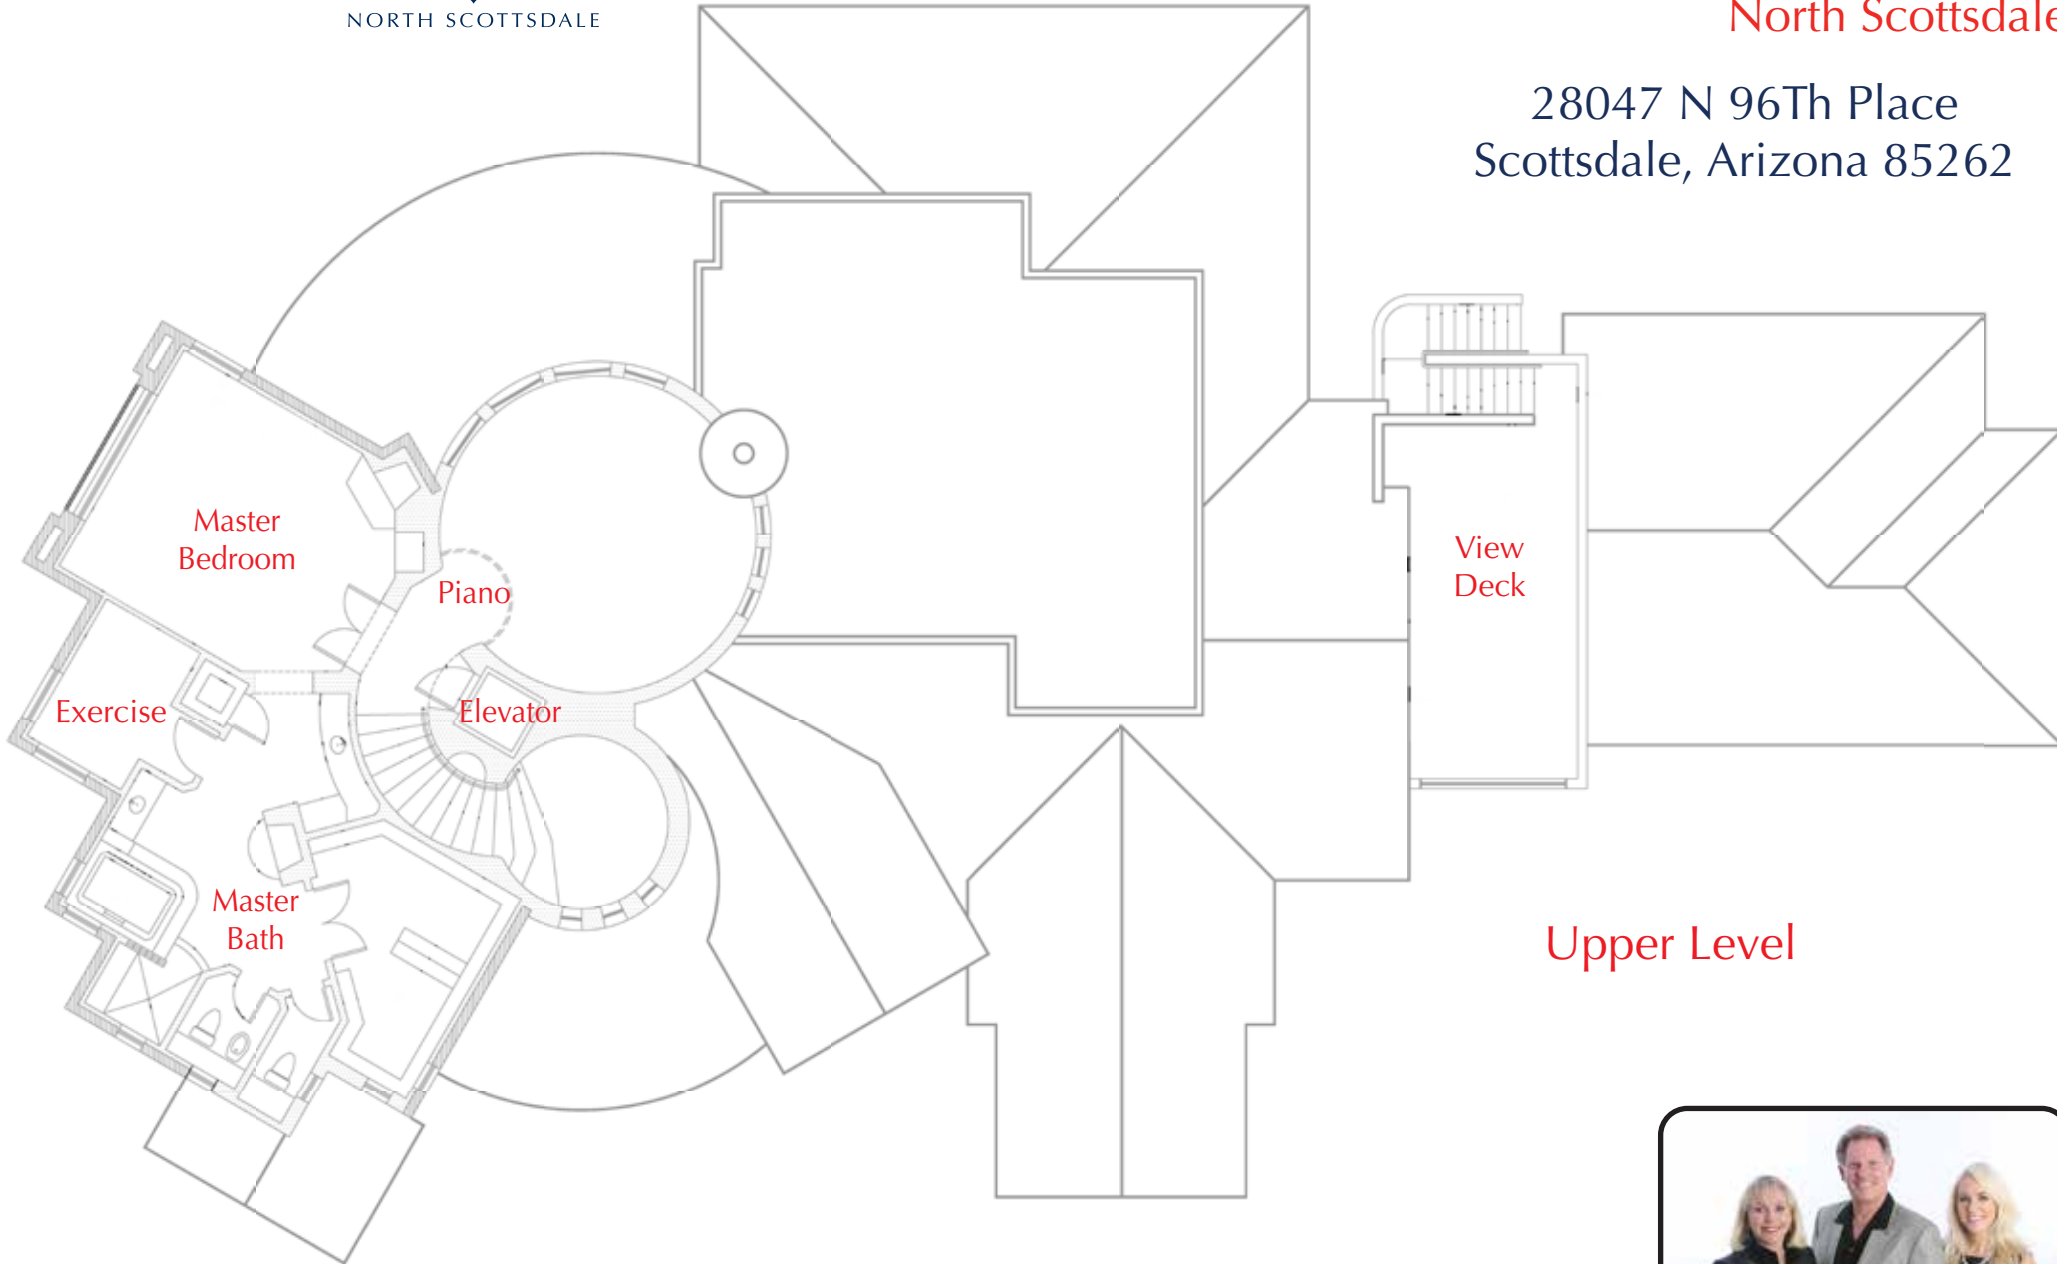 NORTH SCOTTSDALE
North Scottsdale
28047 N 96Th Place
Scottsdale, Arizona 85262
Master
Bedroom
Piano
View
Deck
Exercise
Elevator
Master
Bath
Upper Level